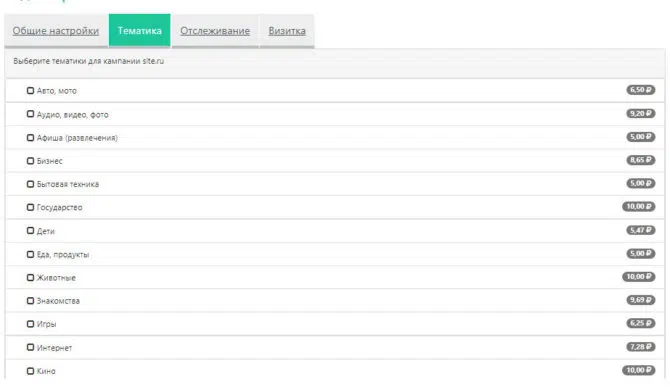 Общие настройки Тематика Отслеживание Визитка
Выберите тематики для кампании site.ru
Авто, мото 6,50 ₽
Аудио, видео, фото 9,20 ₽
Афиша (развлечения) 5,00 ₽
Бизнес 8,65 ₽
Бытовая техника 5,00 ₽
Государство 10,00 ₽
Дети 5,47 ₽
Еда, продукты 5,00 ₽
Животные 10,00 ₽
Знакомства 9,69 ₽
Игры 6,25 ₽
Интернет 7,28 ₽
Кино 10,00 ₽